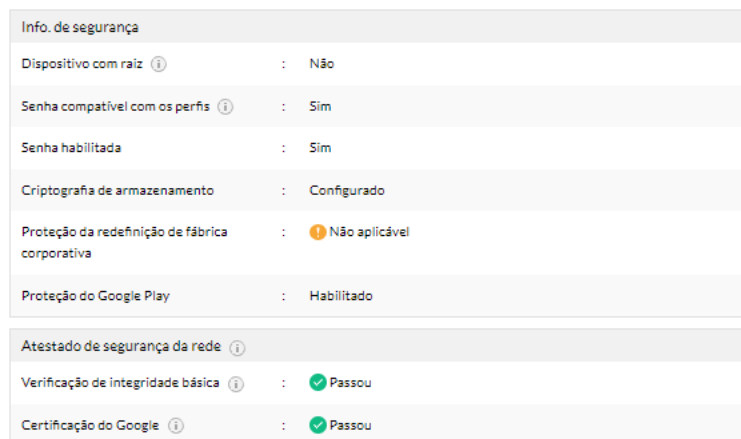 Info. de segurança
Dispositivo com raiz : Não
Senha compatível com os perfis : Sim
Senha habilitada : Sim
Criptografia de armazenamento : Configurado
Proteção da redefinição de fábrica : Não aplicável
corporativa
Proteção do Google Play : Habilitado
Atestado de segurança da rede
Verificação de integridade básica : Passou
Certificação do Google : Passou